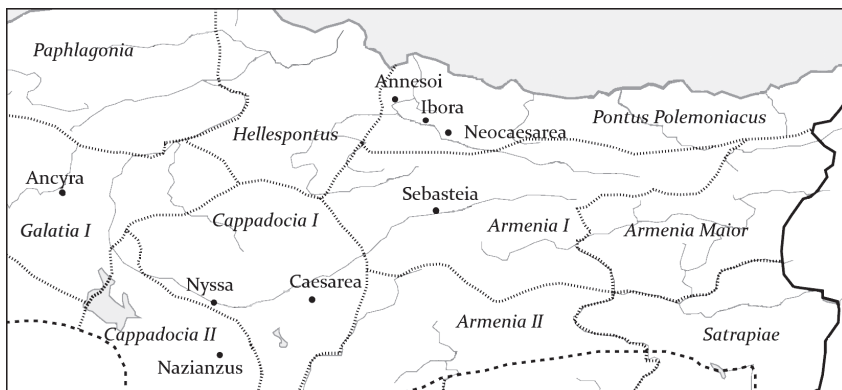 Paphlagonia
Annesoi
Ibora
Pontus Polemoniacus
Hellespontus
Neocaesarea
Ancyra
Sebasteia
Galatia I
Cappadocia I
Armenia I
Armenia Maior
Nyssa
Caesarea
Cappadocia II
Armenia II
Satrapiae
Nazianzus